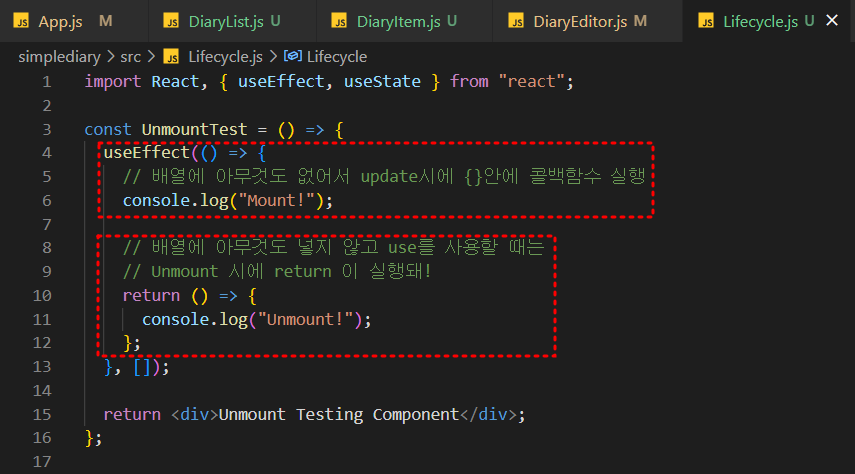 JS App.js M JS DiaryList.js U JS DiaryItem.js U JS DiaryEditor.js M JS Lifecycle.js U ×
simplediary > src > JS Lifecycle.js > Lifecycle
1 import React, { useEffect, useState } from "react";
2
3 const UnmountTest = () => {
4 useEffect(() => {
5 // 배열에 아무것도 없어서 update시에 {}안에 콜백함수 실행
6 console.log("Mount!");
7
8 // 배열에 아무것도 넣지 않고 use를 사용할 때는
9 // Unmount 시에 return 이 실행돼!
10 return () => {
11 console.log("Unmount!");
12 };
13 }, []);
14
15 return <div>Unmount Testing Component</div>;
16 };
17